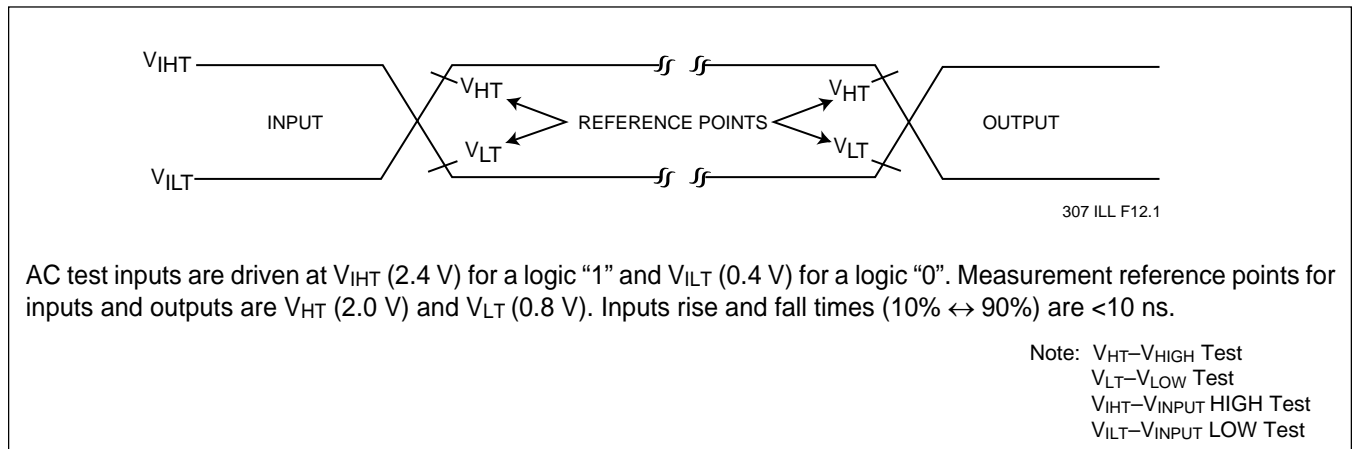 VIHT
VHT
VHT
INPUT
REFERENCE POINTS
OUTPUT
VLT
VLT
VILT
307 ILL F12.1
AC test inputs are driven at VIHT (2.4 V) for a logic “1” and VILT (0.4 V) for a logic “0”. Measurement reference points for
inputs and outputs are VHT (2.0 V) and VLT (0.8 V). Inputs rise and fall times (10% ↔ 90%) are <10 ns.
Note: VHT–VHIGH Test
VLT–VLOW Test
VIHT–VINPUT HIGH Test
VILT–VINPUT LOW Test